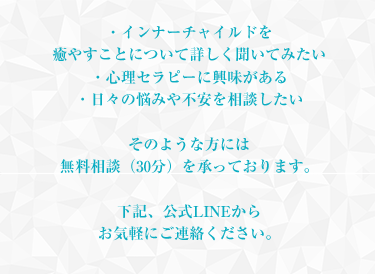 ・インナーチャイルドを
癒やすことについて詳しく聞いてみたい
・心理セラピーに興味がある
・日々の悩みや不安を相談したい
そのような方には
無料相談（30分）を承っております。
下記、公式LINEから
お気軽にご連絡ください。